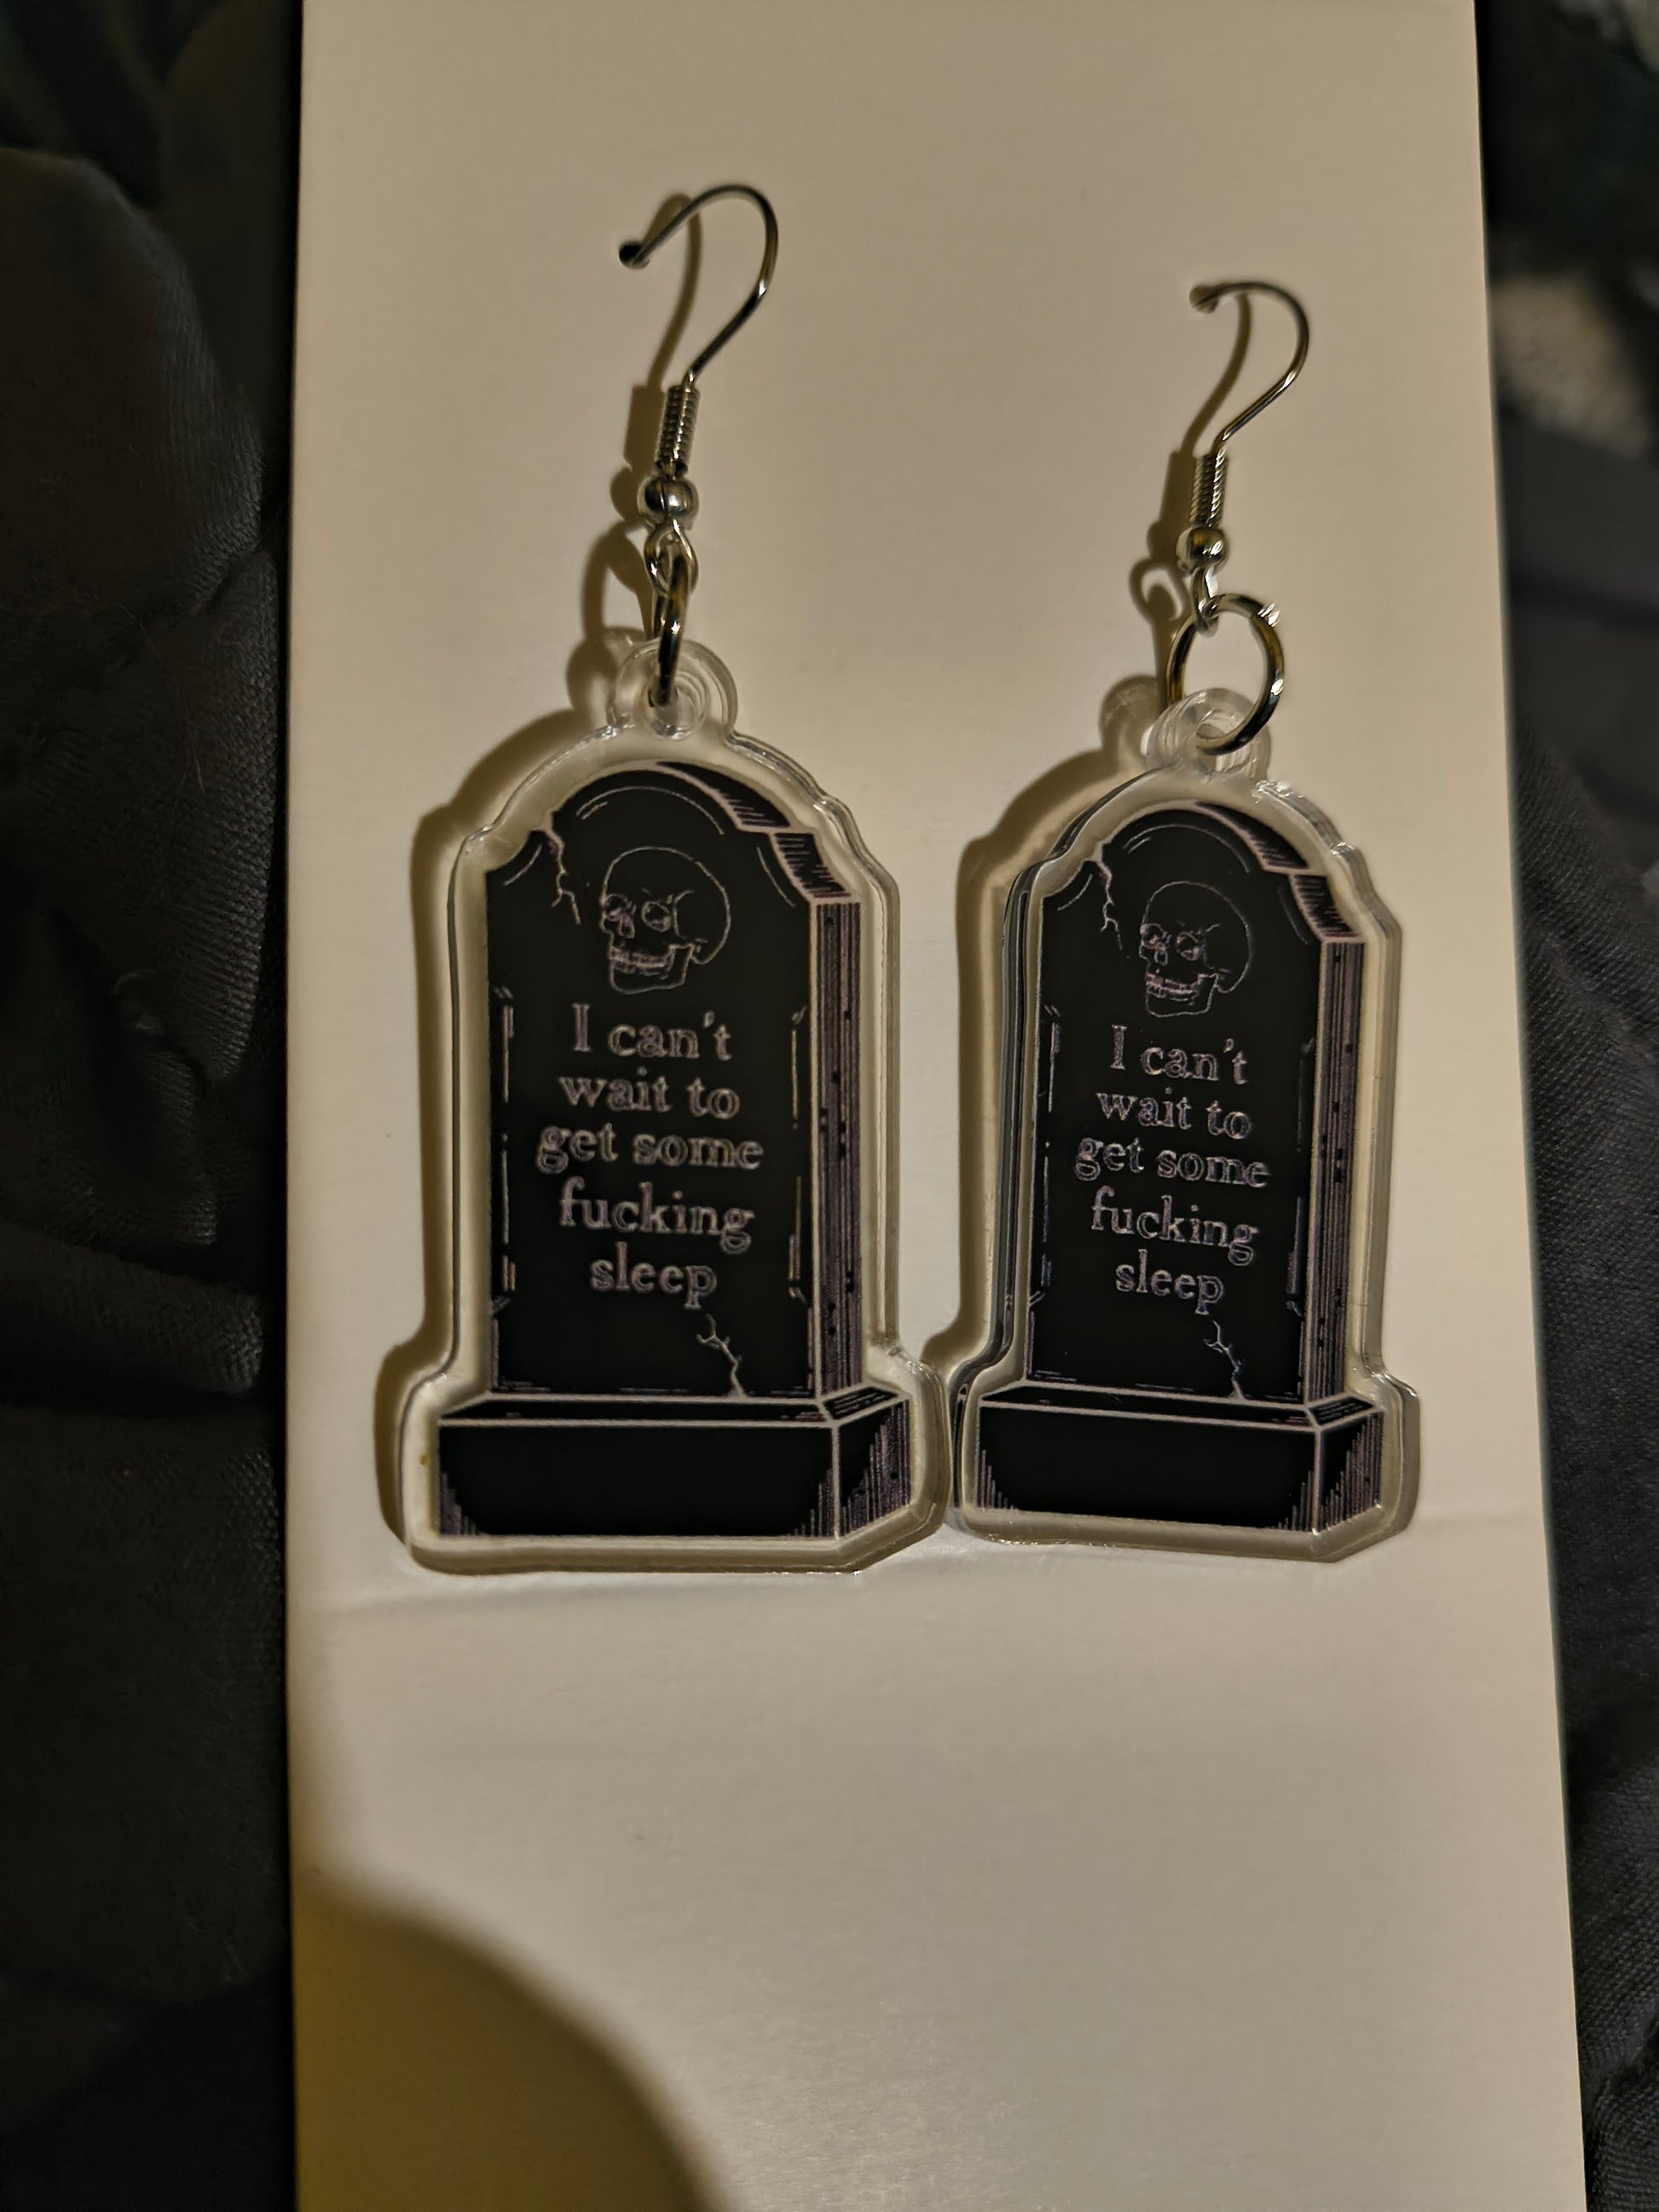 I can't
wait to
get some
fucking
sleep
I can't
wait to
get some
fucking
sleep